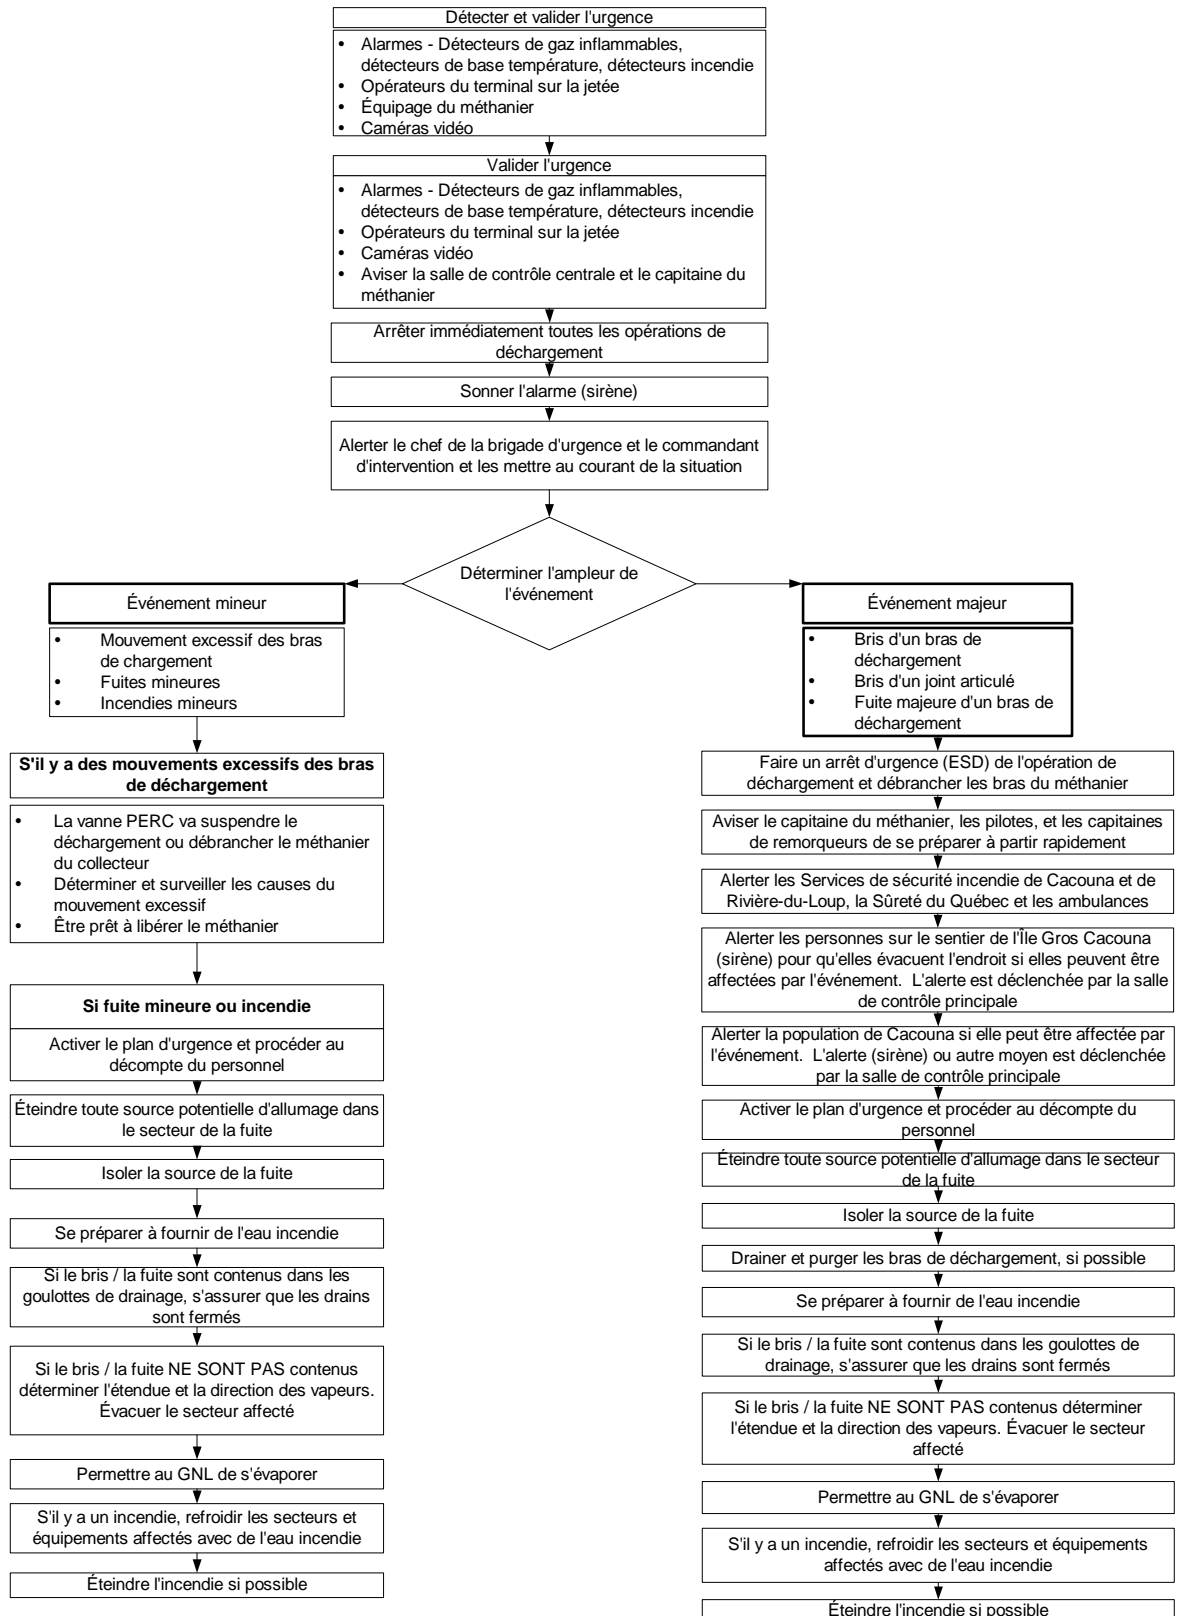 Détecter et valider l'urgence
• Alarmes - Détecteurs de gaz inflammables,
détecteurs de base température, détecteurs incendie
• Opérateurs du terminal sur la jetée
• Équipage du méthanier
• Caméras vidéo
Valider l'urgence
• Alarmes - Détecteurs de gaz inflammables,
détecteurs de base température, détecteurs incendie
• Opérateurs du terminal sur la jetée
• Caméras vidéo
• Aviser la salle de contrôle centrale et le capitaine du
méthanier
Arrêter immédiatement toutes les opérations de
déchargement
Sonner l'alarme (sirène)
Alerter le chef de la brigade d'urgence et le commandant
d'intervention et les mettre au courant de la situation
Déterminer l'ampleur de
l'événement
Événement mineur
• Mouvement excessif des bras
de chargement
• Fuites mineures
• Incendies mineurs
S'il y a des mouvements excessifs des bras
de déchargement
• La vanne PERC va suspendre le
déchargement ou débrancher le méthanier
du collecteur
• Déterminer et surveiller les causes du
mouvement excessif
• Être prêt à libérer le méthanier
Si fuite mineure ou incendie
Activer le plan d'urgence et procéder au
décompte du personnel
Éteindre toute source potentielle d'allumage dans
le secteur de la fuite
Isoler la source de la fuite
Se préparer à fournir de l'eau incendie
Si le bris / la fuite sont contenus dans les
goulottes de drainage, s'assurer que les drains
sont fermés
Si le bris / la fuite NE SONT PAS contenus
déterminer l'étendue et la direction des vapeurs.
Évacuer le secteur affecté
Permettre au GNL de s'évaporer
S'il y a un incendie, refroidir les secteurs et
équipements affectés avec de l'eau incendie
Éteindre l'incendie si possible
Événement majeur
• Bris d'un bras de
déchargement
• Bris d'un joint articulé
• Fuite majeure d'un bras de
déchargement
Faire un arrêt d'urgence (ESD) de l'opération de
déchargement et débrancher les bras du méthanier
Aviser le capitaine du méthanier, les pilotes, et les capitaines
de remorqueurs de se préparer à partir rapidement
Alerter les Services de sécurité incendie de Cacouna et de
Rivière-du-Loup, la Sûreté du Québec et les ambulances
Alerter les personnes sur le sentier de l'Île Gros Cacouna
(sirène) pour qu'elles évacuent l'endroit si elles peuvent être
affectées par l'événement. L'alerte est déclenchée par la salle
de contrôle principale
Alerter la population de Cacouna si elle peut être affectée par
l'événement. L'alerte (sirène) ou autre moyen est déclenchée
par la salle de contrôle principale
Activer le plan d'urgence et procéder au décompte du
personnel
Éteindre toute source potentielle d'allumage dans le secteur
de la fuite
Isoler la source de la fuite
Drainer et purger les bras de déchargement, si possible
Se préparer à fournir de l'eau incendie
Si le bris / la fuite sont contenus dans les goulottes de
drainage, s'assurer que les drains sont fermés
Si le bris / la fuite NE SONT PAS contenus déterminer
l'étendue et la direction des vapeurs. Évacuer le secteur
affecté
Permettre au GNL de s'évaporer
S'il y a un incendie, refroidir les secteurs et équipements
affectés avec de l'eau incendie
Éteindre l'incendie si possible